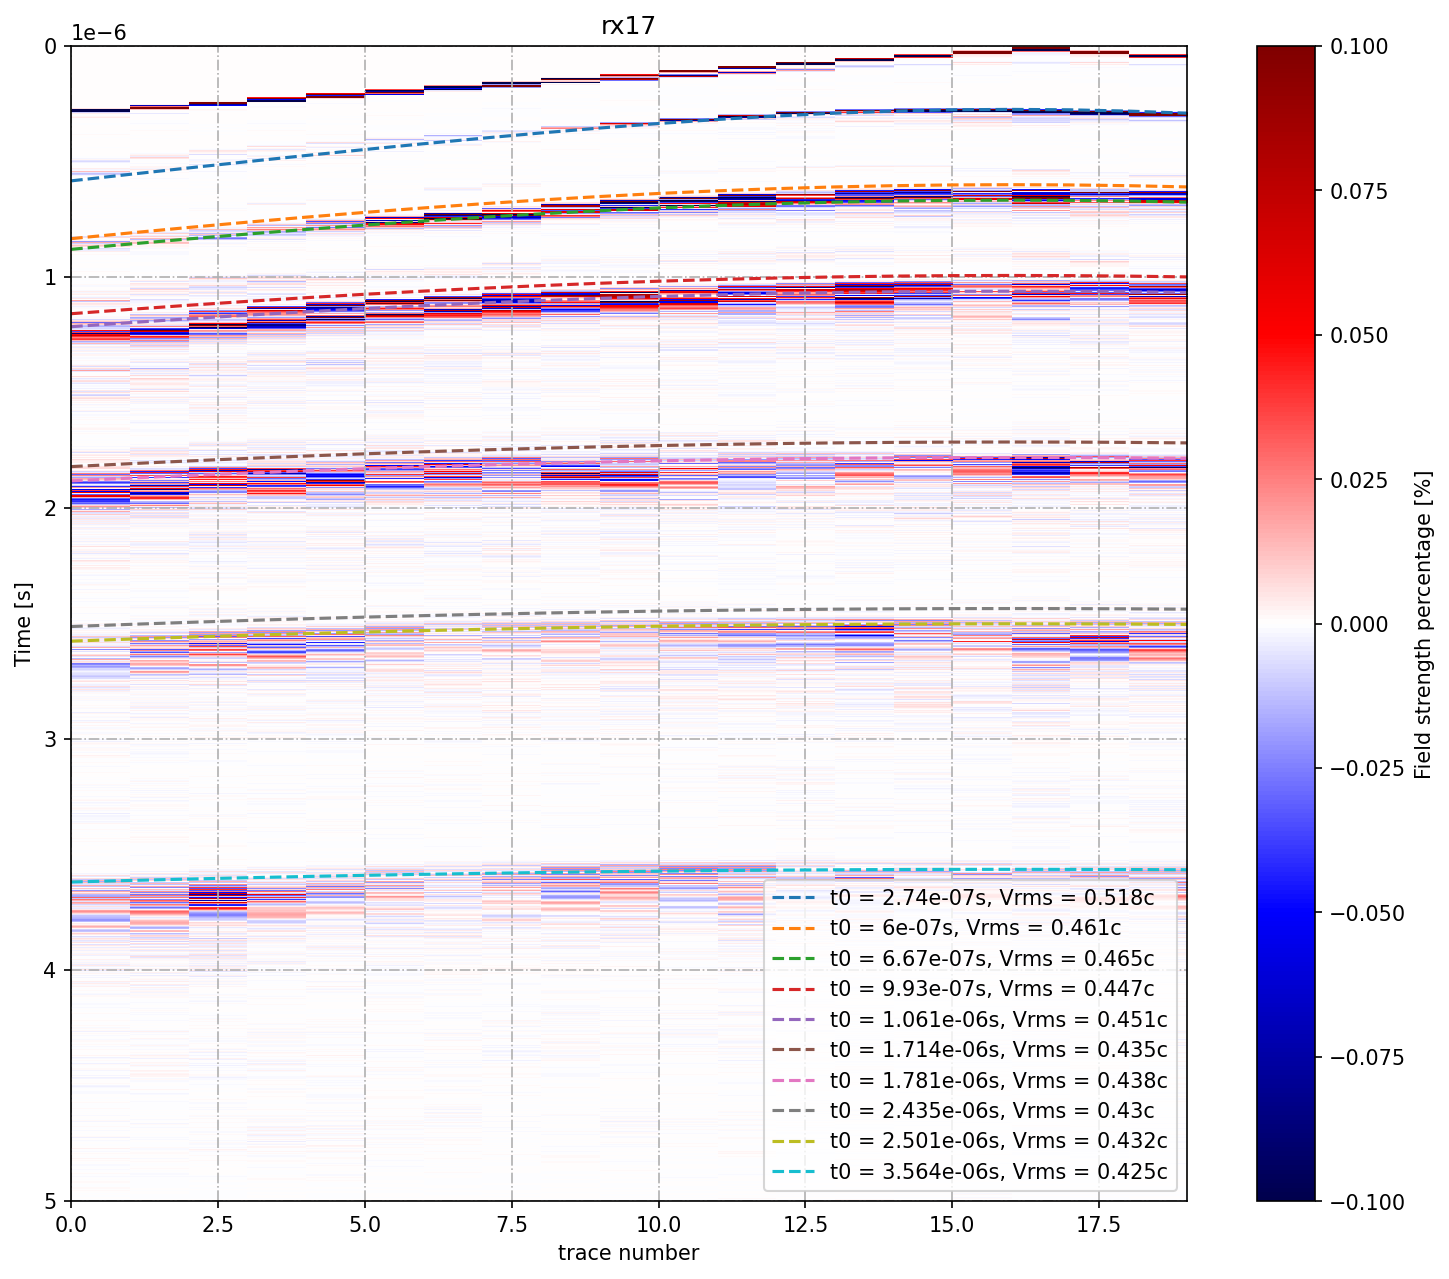 rx17
1e−6
0
1
2
3
4
5
Time [s]
0.0
2.5
5.0
7.5
10.0
12.5
15.0
17.5
trace number
t0 = 2.74e-07s, Vrms = 0.518c
t0 = 6e-07s, Vrms = 0.461c
t0 = 6.67e-07s, Vrms = 0.465c
t0 = 9.93e-07s, Vrms = 0.447c
t0 = 1.061e-06s, Vrms = 0.451c
t0 = 1.714e-06s, Vrms = 0.435c
t0 = 1.781e-06s, Vrms = 0.438c
t0 = 2.435e-06s, Vrms = 0.43c
t0 = 2.501e-06s, Vrms = 0.432c
t0 = 3.564e-06s, Vrms = 0.425c
0.100
0.075
0.050
0.025
0.000
−0.025
−0.050
−0.075
−0.100
Field strength percentage [%]